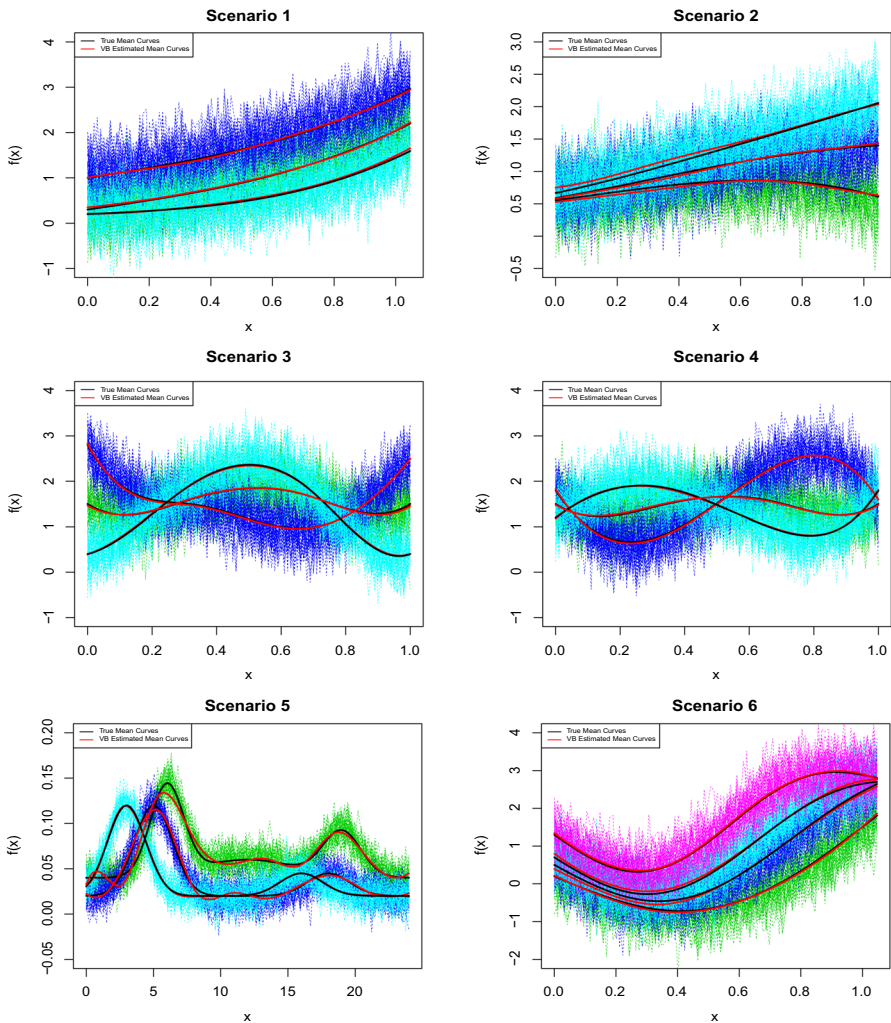 Scenario 1
True Mean Curves
VB Estimated Mean Curves
f(x)
−1 0 1 2 3 4
0.0 0.2 0.4 0.6 0.8 1.0
x
Scenario 2
True Mean Curves
VB Estimated Mean Curves
f(x)
−0.5 0.5 1.0 1.5 2.0 3.0
0.0 0.2 0.4 0.6 0.8 1.0
x
Scenario 3
True Mean Curves
VB Estimated Mean Curves
f(x)
−1 0 1 2 3 4
0.0 0.2 0.4 0.6 0.8 1.0
x
Scenario 4
True Mean Curves
VB Estimated Mean Curves
f(x)
−1 0 1 2 3 4
0.0 0.2 0.4 0.6 0.8 1.0
x
Scenario 5
True Mean Curves
VB Estimated Mean Curves
f(x)
−0.05 0.00 0.05 0.10 0.15 0.20
0 5 10 15 20
x
Scenario 6
True Mean Curves
VB Estimated Mean Curves
f(x)
−2 −1 0 1 2 3 4
0.0 0.2 0.4 0.6 0.8 1.0
x